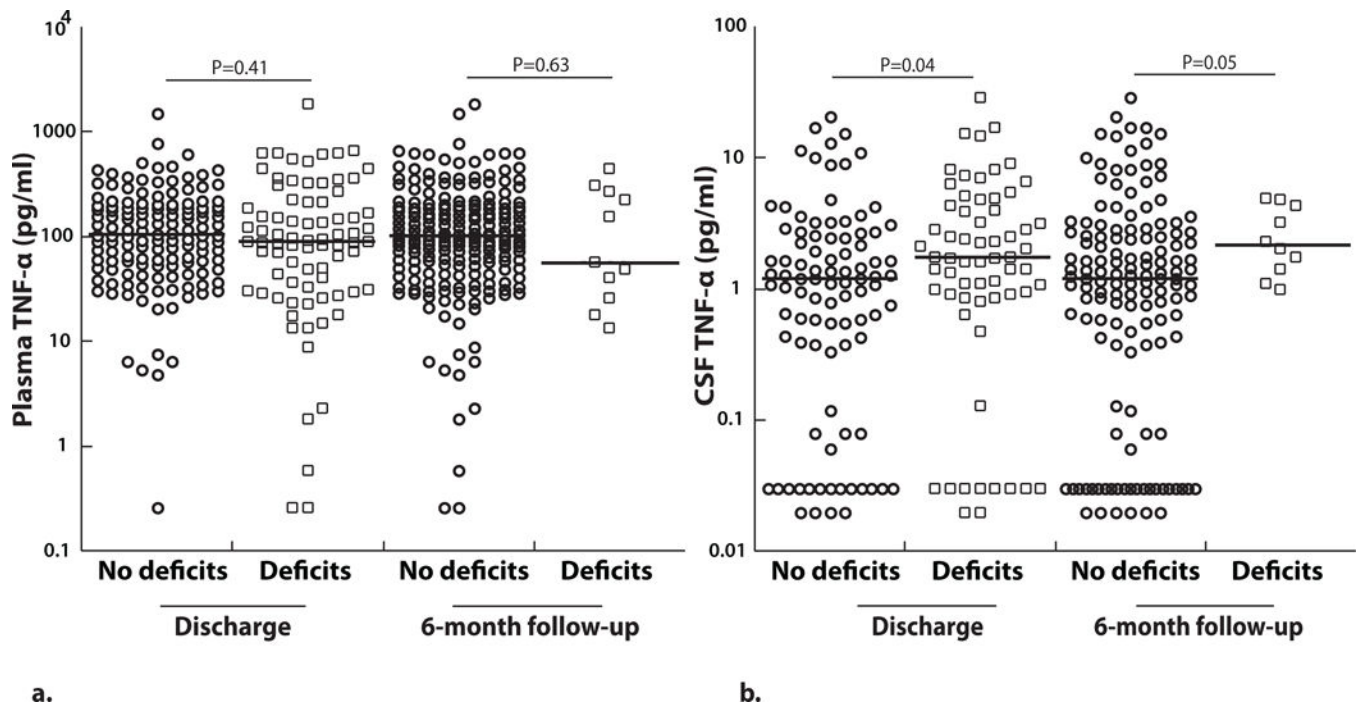 10^4
1000
100
10
1
0.1
Plasma TNF-α (pg/ml)
P=0.41
P=0.63
No deficits
Deficits
No deficits
Deficits
Discharge
6-month follow-up
a.
100
10
1
0.1
0.01
CSF TNF-α (pg/ml)
P=0.04
P=0.05
No deficits
Deficits
No deficits
Deficits
Discharge
6-month follow-up
b.